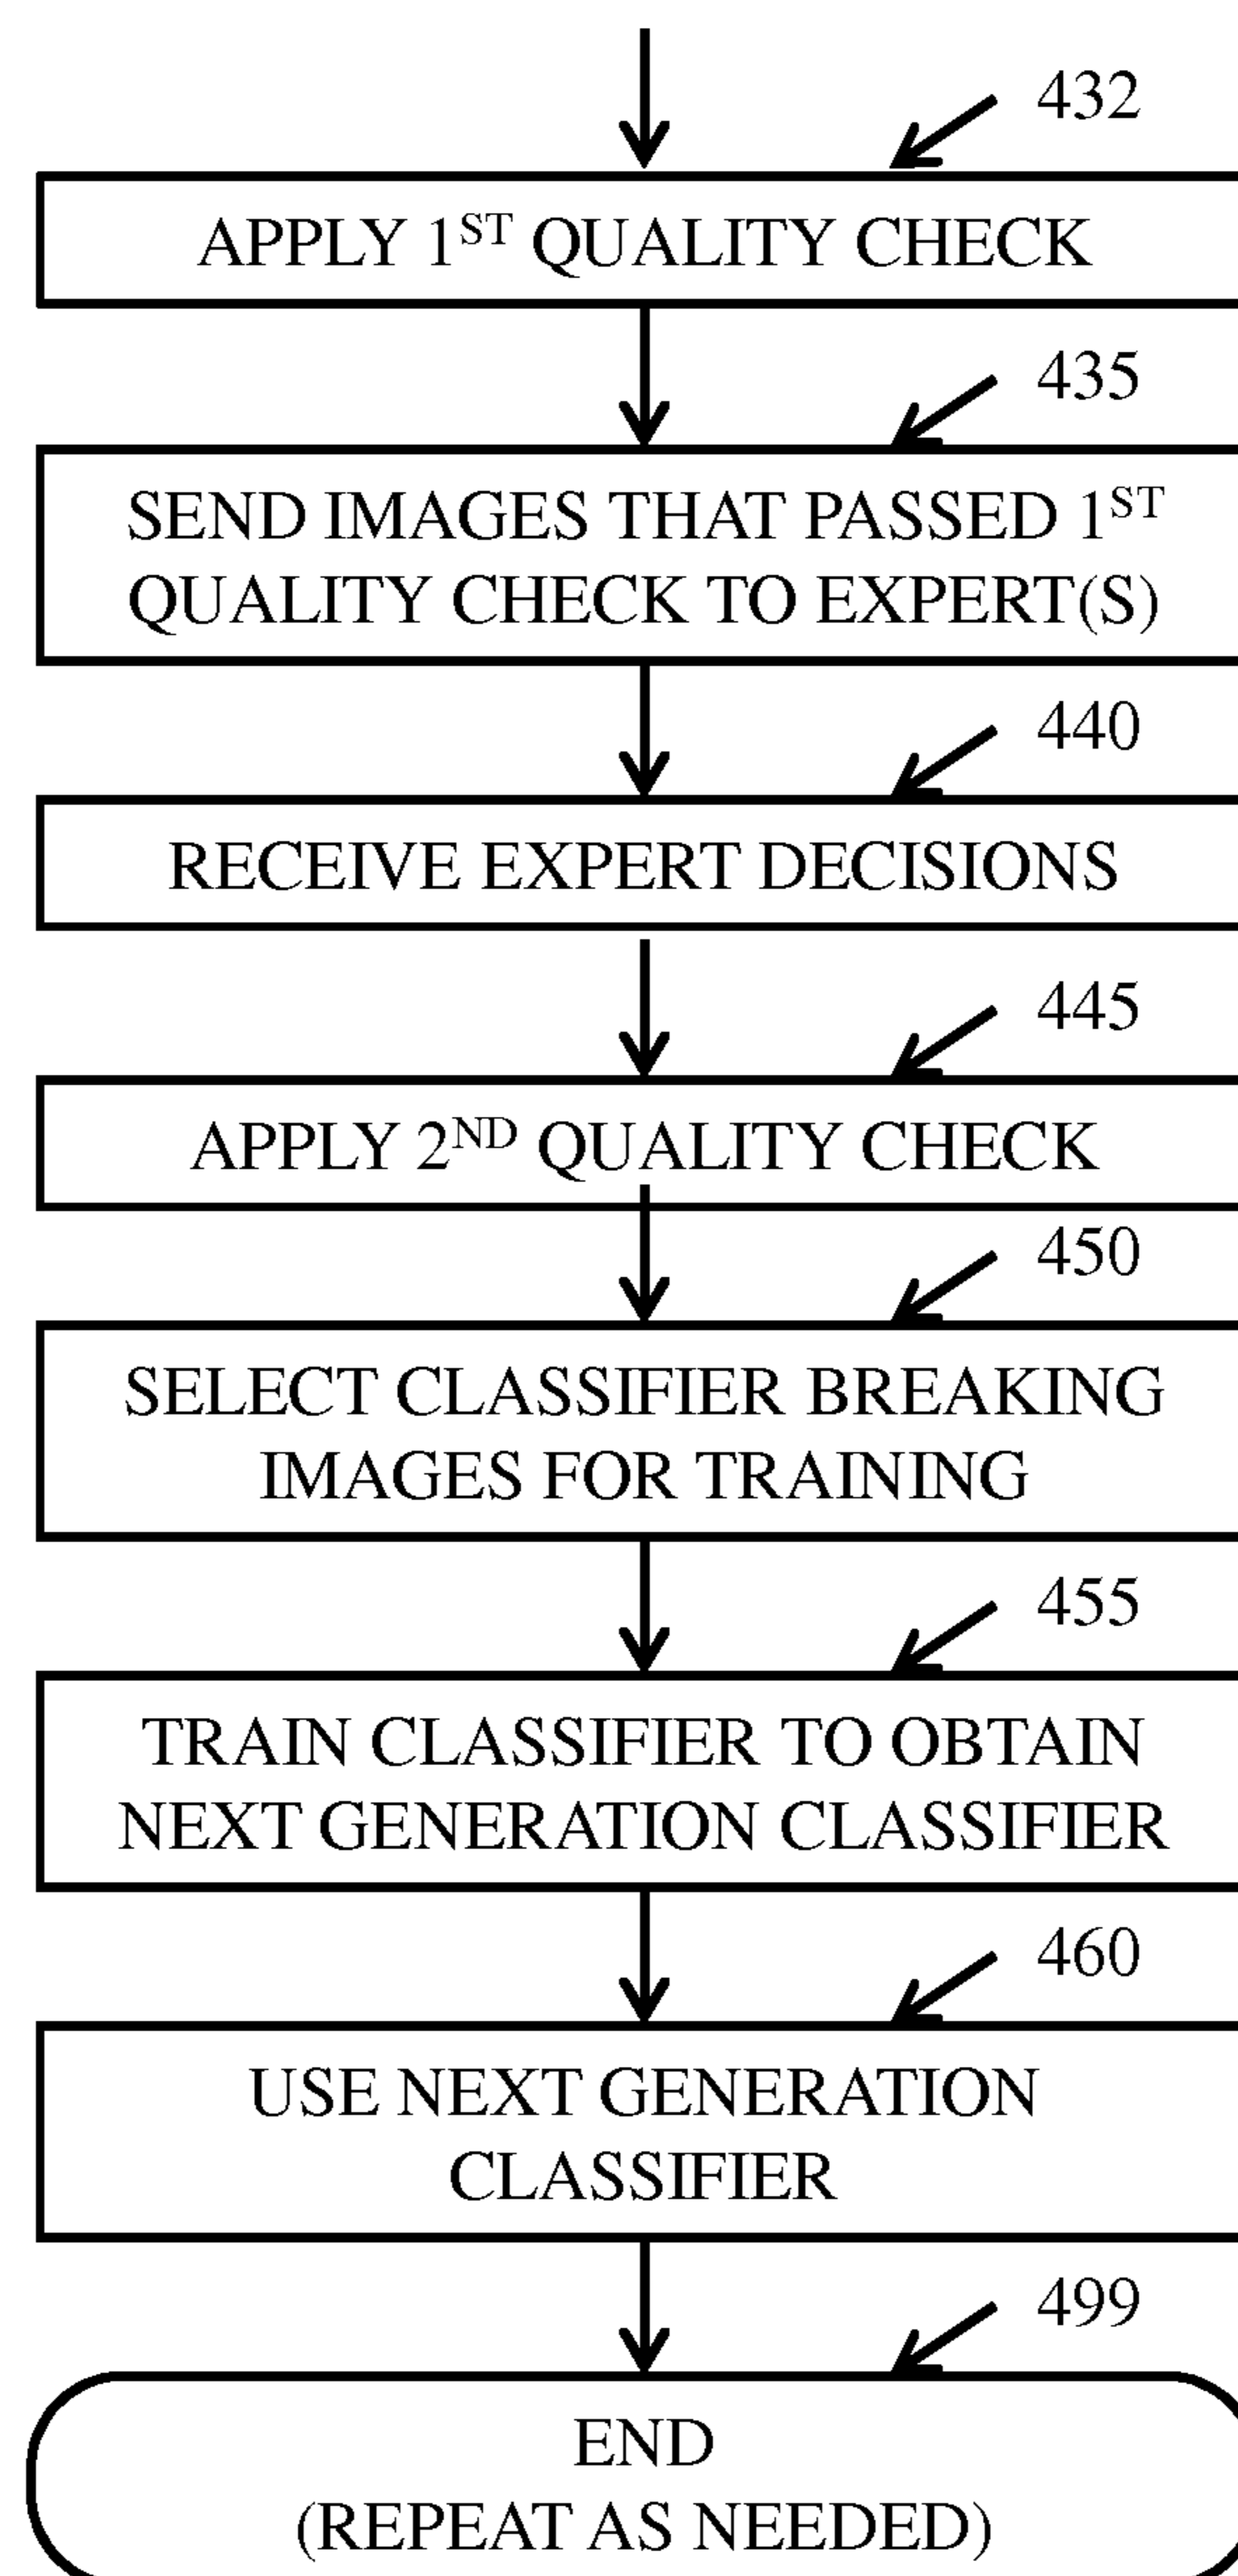 432
APPLY 1ST QUALITY CHECK
435
SEND IMAGES THAT PASSED 1ST
QUALITY CHECK TO EXPERT(S)
440
RECEIVE EXPERT DECISIONS
445
APPLY 2ND QUALITY CHECK
450
SELECT CLASSIFIER BREAKING
IMAGES FOR TRAINING
455
TRAIN CLASSIFIER TO OBTAIN
NEXT GENERATION CLASSIFIER
460
USE NEXT GENERATION
CLASSIFIER
499
END
(REPEAT AS NEEDED)